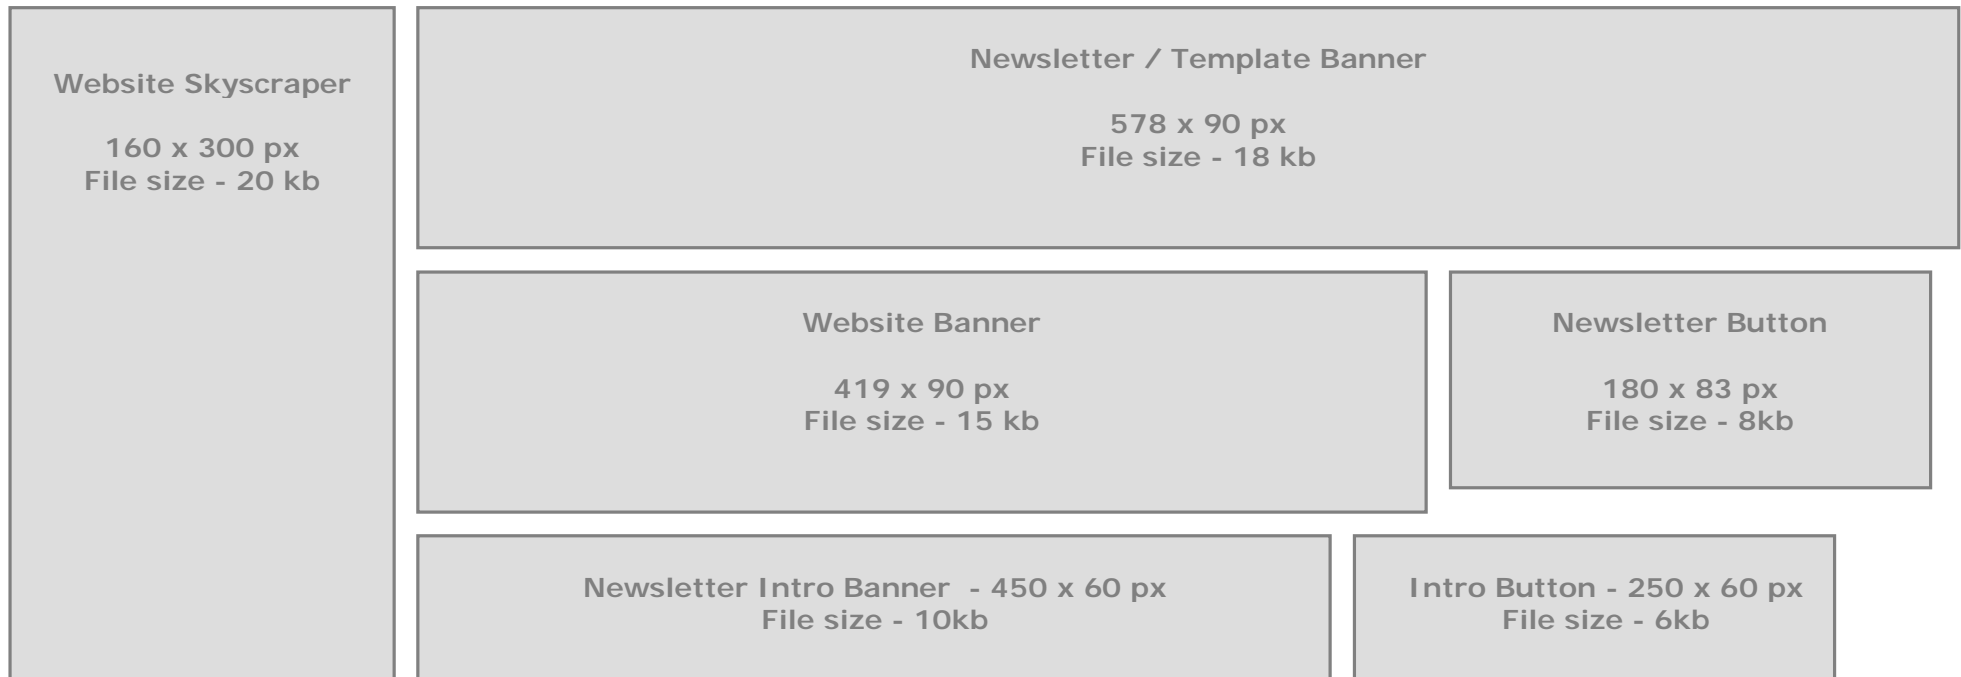 Website Skyscraper
160 x 300 px
File size - 20 kb
Newsletter / Template Banner
578 x 90 px
File size - 18 kb
Website Banner
419 x 90 px
File size - 15 kb
Newsletter Button
180 x 83 px
File size - 8kb
Newsletter Intro Banner  - 450 x 60 px
File size - 10kb
Intro Button - 250 x 60 px
File size - 6kb